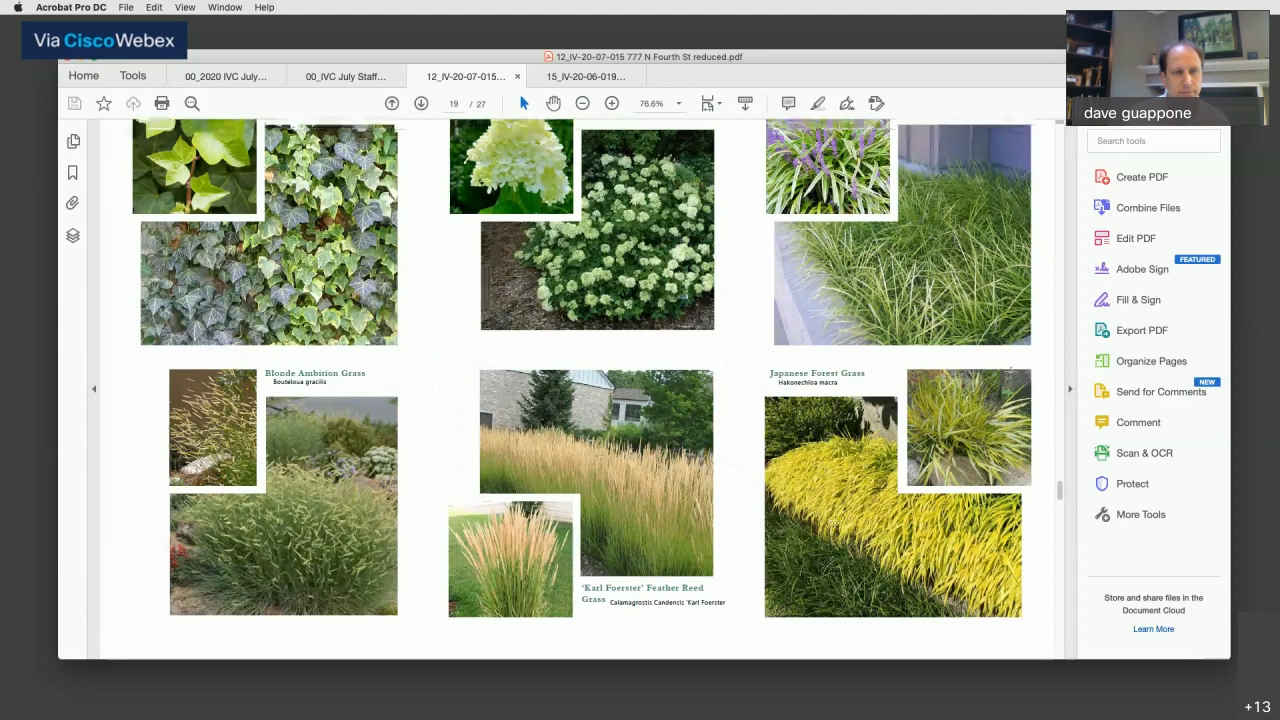 Acrobat Pro DC File Edit View Window Help
Via Cisco Webex
12_IV-20-07-015 777 N Fourth St reduced.pdf
Home Tools 00_2020 IVC July... 00_IVC July Staff... 12_IV-20-07-015... × 15_IV-20-06-019...
19 / 27 76.6%
dave guappone
Search tools
Create PDF
Combine Files
Edit PDF
FEATURED
Adobe Sign
Fill & Sign
Export PDF
Organize Pages
NEW
Send for Comments
Comment
Scan & OCR
Protect
More Tools
Store and share files in the
Document Cloud
Learn More
Blonde Ambition Grass
Bouteloua gracilis
Japanese Forest Grass
Hakonechloa macra
'Karl Foerster' Feather Reed
Grass Calamagrostis Candensis 'Karl Foerster
+13